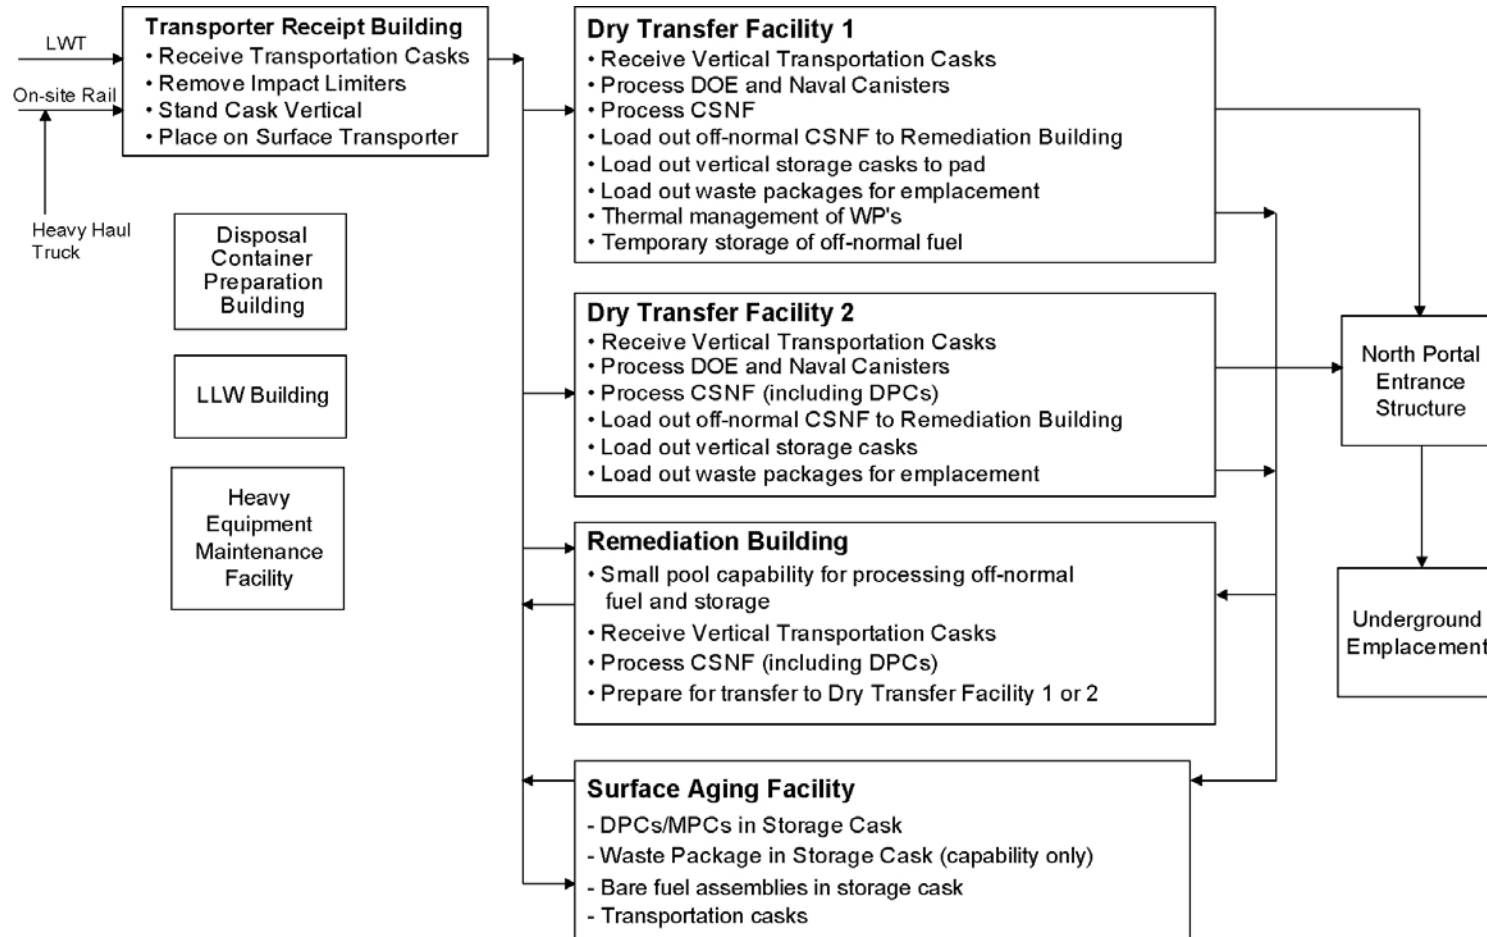 LWT
On-site Rail
Heavy Haul
Truck
Transporter Receipt Building
• Receive Transportation Casks
• Remove Impact Limiters
• Stand Cask Vertical
• Place on Surface Transporter
Disposal
Container
Preparation
Building
LLW Building
Heavy
Equipment
Maintenance
Facility
Dry Transfer Facility 1
• Receive Vertical Transportation Casks
• Process DOE and Naval Canisters
• Process CSNF
• Load out off-normal CSNF to Remediation Building
• Load out vertical storage casks to pad
• Load out waste packages for emplacement
• Thermal management of WP's
• Temporary storage of off-normal fuel
Dry Transfer Facility 2
• Receive Vertical Transportation Casks
• Process DOE and Naval Canisters
• Process CSNF (including DPCs)
• Load out off-normal CSNF to Remediation Building
• Load out vertical storage casks
• Load out waste packages for emplacement
Remediation Building
• Small pool capability for processing off-normal
fuel and storage
• Receive Vertical Transportation Casks
• Process CSNF (including DPCs)
• Prepare for transfer to Dry Transfer Facility 1 or 2
Surface Aging Facility
- DPCs/MPCs in Storage Cask
- Waste Package in Storage Cask (capability only)
- Bare fuel assemblies in storage cask
- Transportation casks
North Portal
Entrance
Structure
Underground
Emplacement